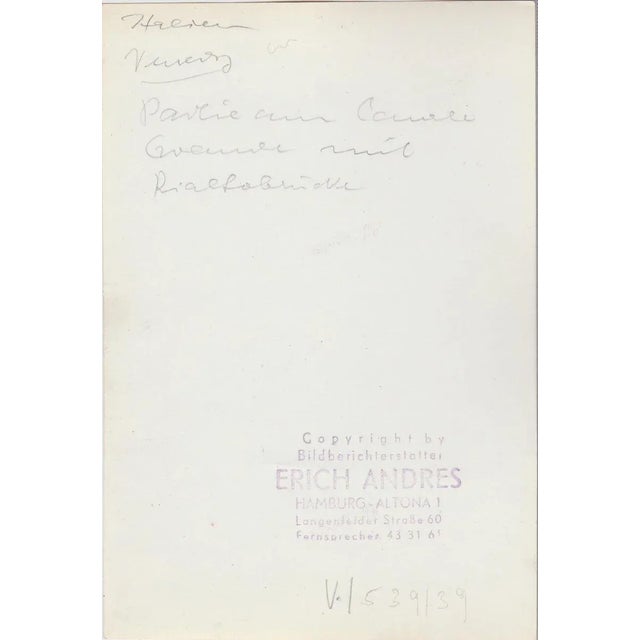 Italien
Venedig
Partie am Canale
Grande mit
Rialtobrücke
Copyright by
Bildberichterstatter
ERICH ANDRES
HAMBURG-ALTONA 1
Langenfelder Straße 60
Fernsprecher 43 31 61
V./539/39